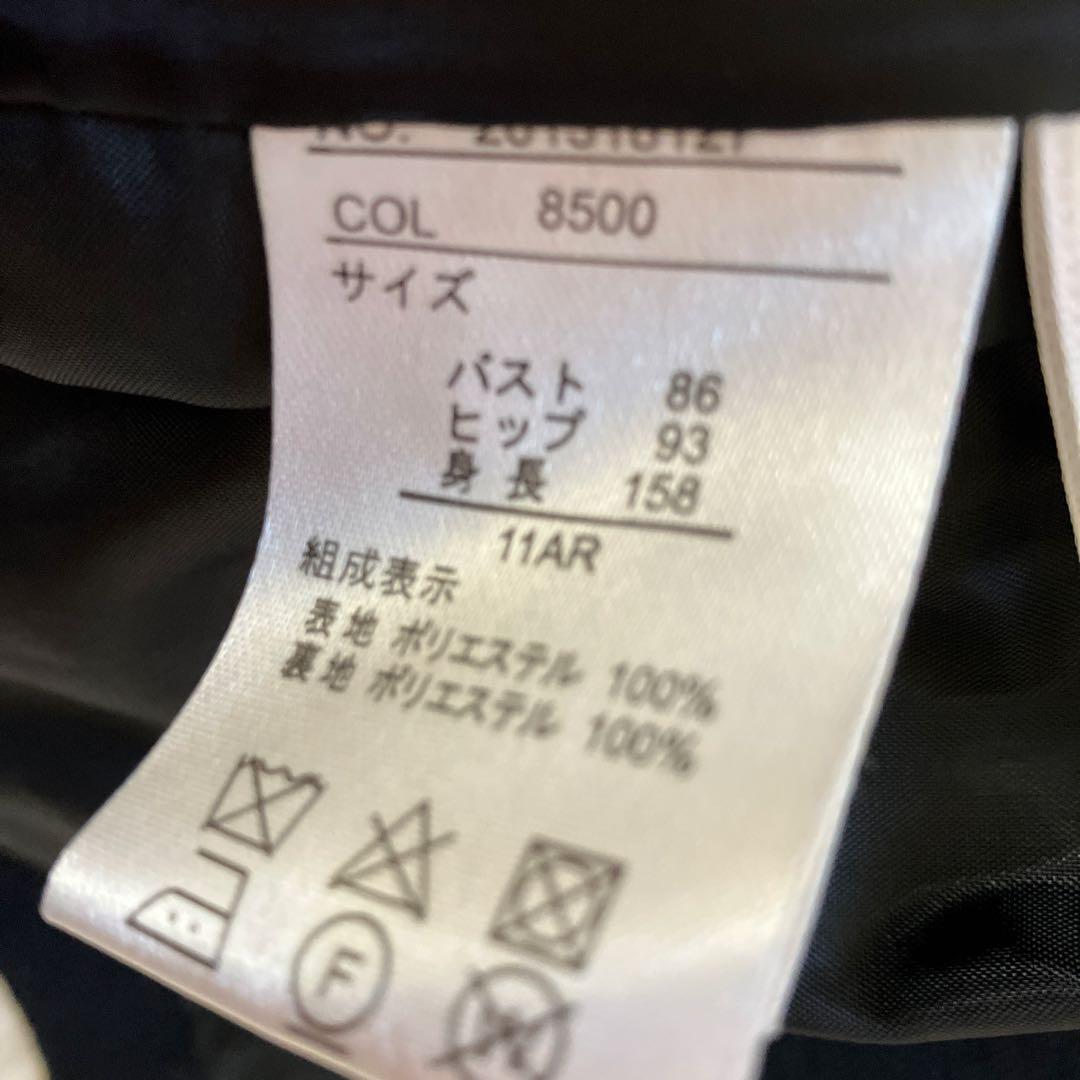 COL 8500
サイズ
バスト 86
ヒップ 93
身長 158
11AR
組成表示
表地 ポリエステル 100%
裏地 ポリエステル 100%
F